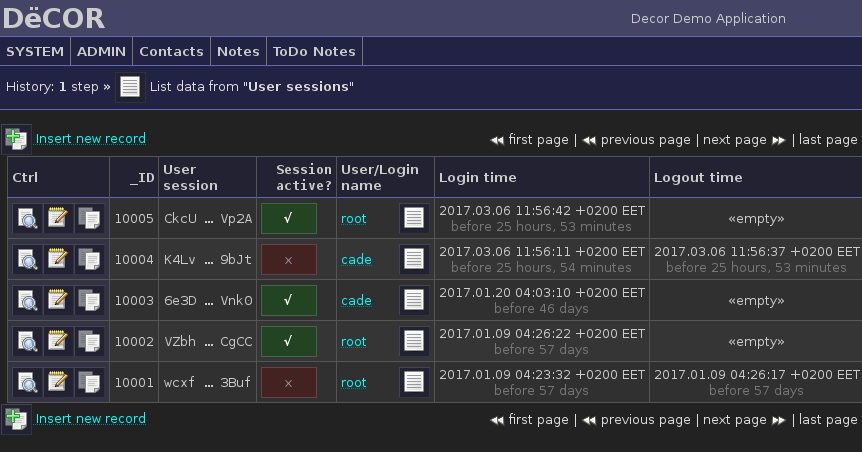 DëCOR
Decor Demo Application
SYSTEM ADMIN Contacts Notes ToDo Notes
History: 1 step » List data from "User sessions"
Insert new record first page | previous page | next page | last page
Ctrl _ID User session Session active? User/Login name Login time Logout time
10005 CkcU … Vp2A √ root 2017.03.06 11:56:42 +0200 EET «empty»
before 25 hours, 53 minutes
10004 K4Lv … 9bJt x cade 2017.03.06 11:56:11 +0200 EET 2017.03.06 11:56:37 +0200 EET
before 25 hours, 54 minutes before 25 hours, 53 minutes
10003 6e3D … Vnk0 √ cade 2017.01.20 04:03:10 +0200 EET «empty»
before 46 days
10002 VZbh … CgCC √ root 2017.01.09 04:26:22 +0200 EET «empty»
before 57 days
10001 wcxf … 3Buf x root 2017.01.09 04:23:32 +0200 EET 2017.01.09 04:26:17 +0200 EET
before 57 days before 57 days
Insert new record first page | previous page | next page | last page